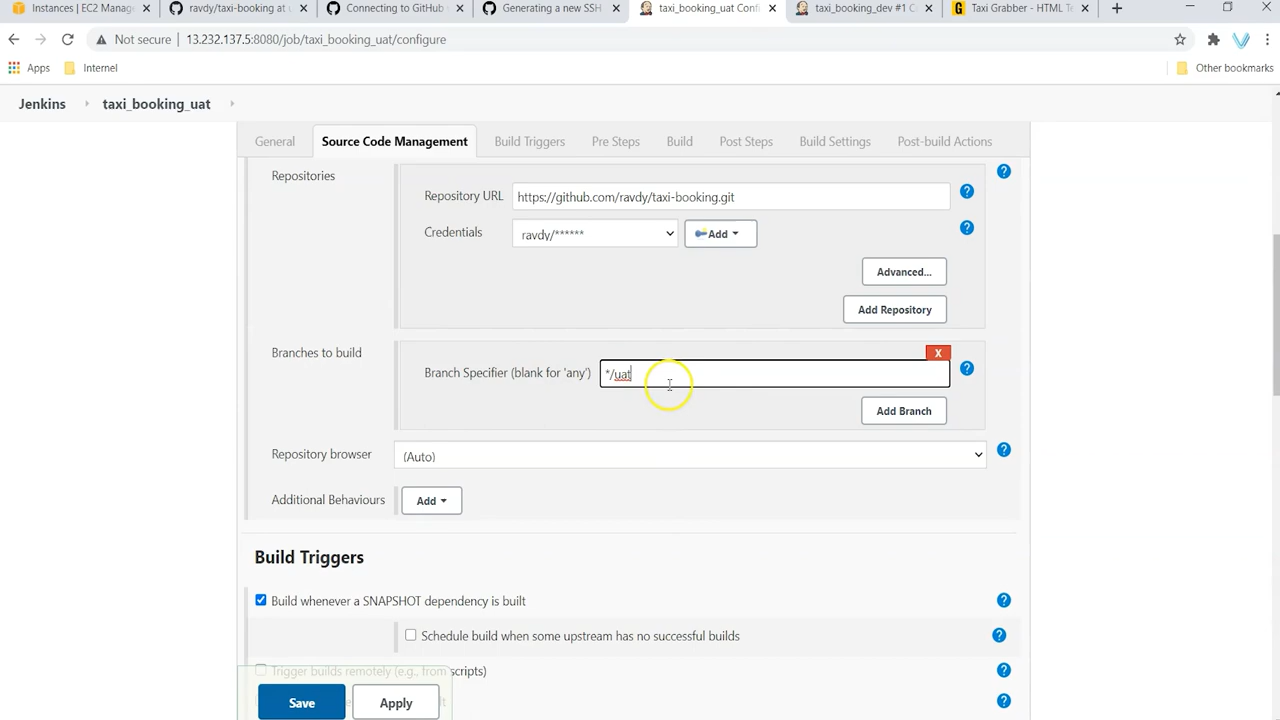 Instances | EC2 Manage
ravdy/taxi-booking at u
Connecting to GitHub
Generating a new SSH
taxi_booking_uat Conf
taxi_booking_dev #1 C
Taxi Grabber - HTML Te
Not secure | 13.232.137.5:8080/job/taxi_booking_uat/configure
Apps Internet Other bookmarks
Jenkins taxi_booking_uat
General Source Code Management Build Triggers Pre Steps Build Post Steps Build Settings Post-build Actions
Repositories
Repository URL https://github.com/ravdy/taxi-booking.git
Credentials ravdy/****** Add
Advanced...
Add Repository
Branches to build
X
Branch Specifier (blank for 'any') */uat
Add Branch
Repository browser (Auto)
Additional Behaviours Add
Build Triggers
Build whenever a SNAPSHOT dependency is built
Schedule build when some upstream has no successful builds
Trigger builds remotely (e.g., from scripts)
Save Apply